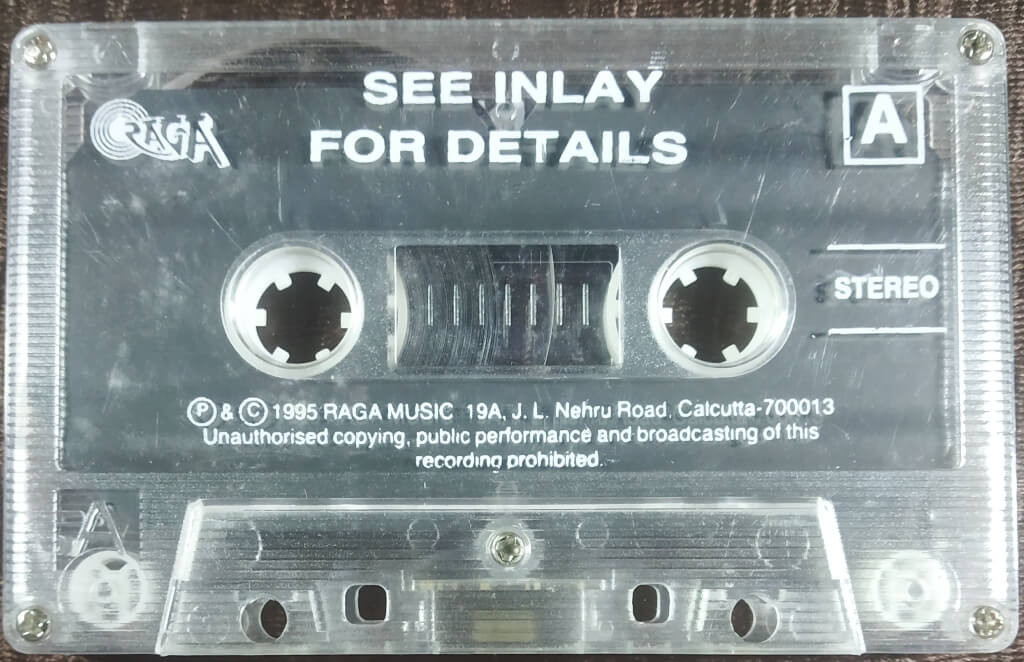 SEE INLAY
FOR DETAILS
RAGA
A
STEREO
Ⓟ & © 1995 RAGA MUSIC 19A, J. L. Nehru Road, Calcutta-700013
Unauthorised copying, public performance and broadcasting of this
recording prohibited.
A